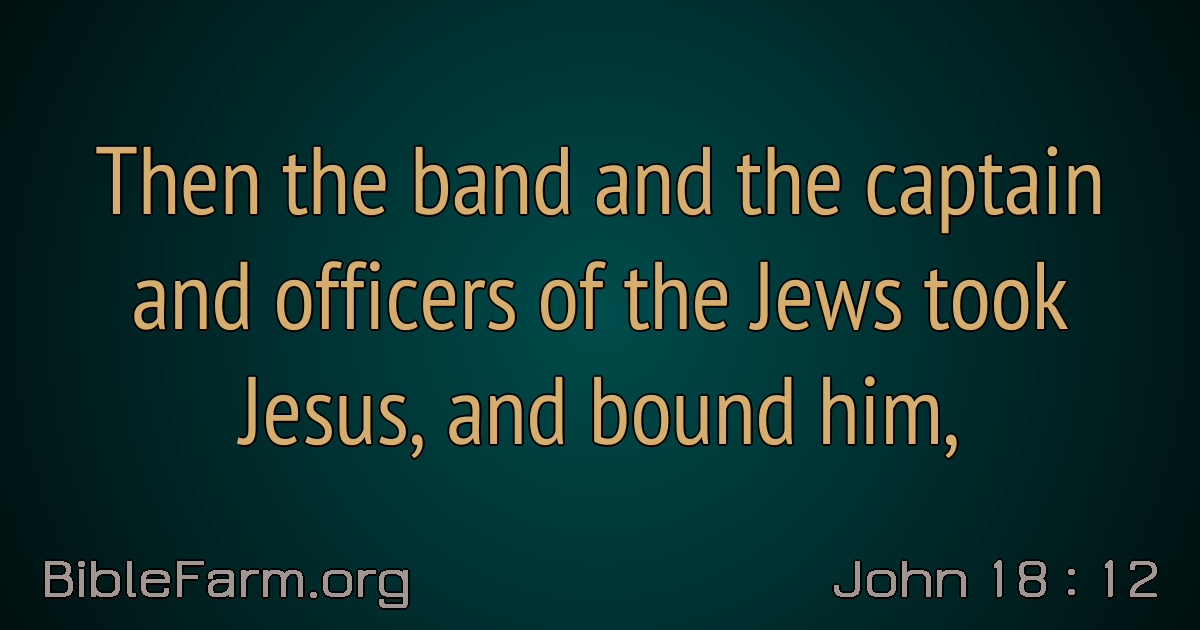 Then the band and the captain
and officers of the Jews took
Jesus, and bound him,
BibleFarm.org
John 18 : 12